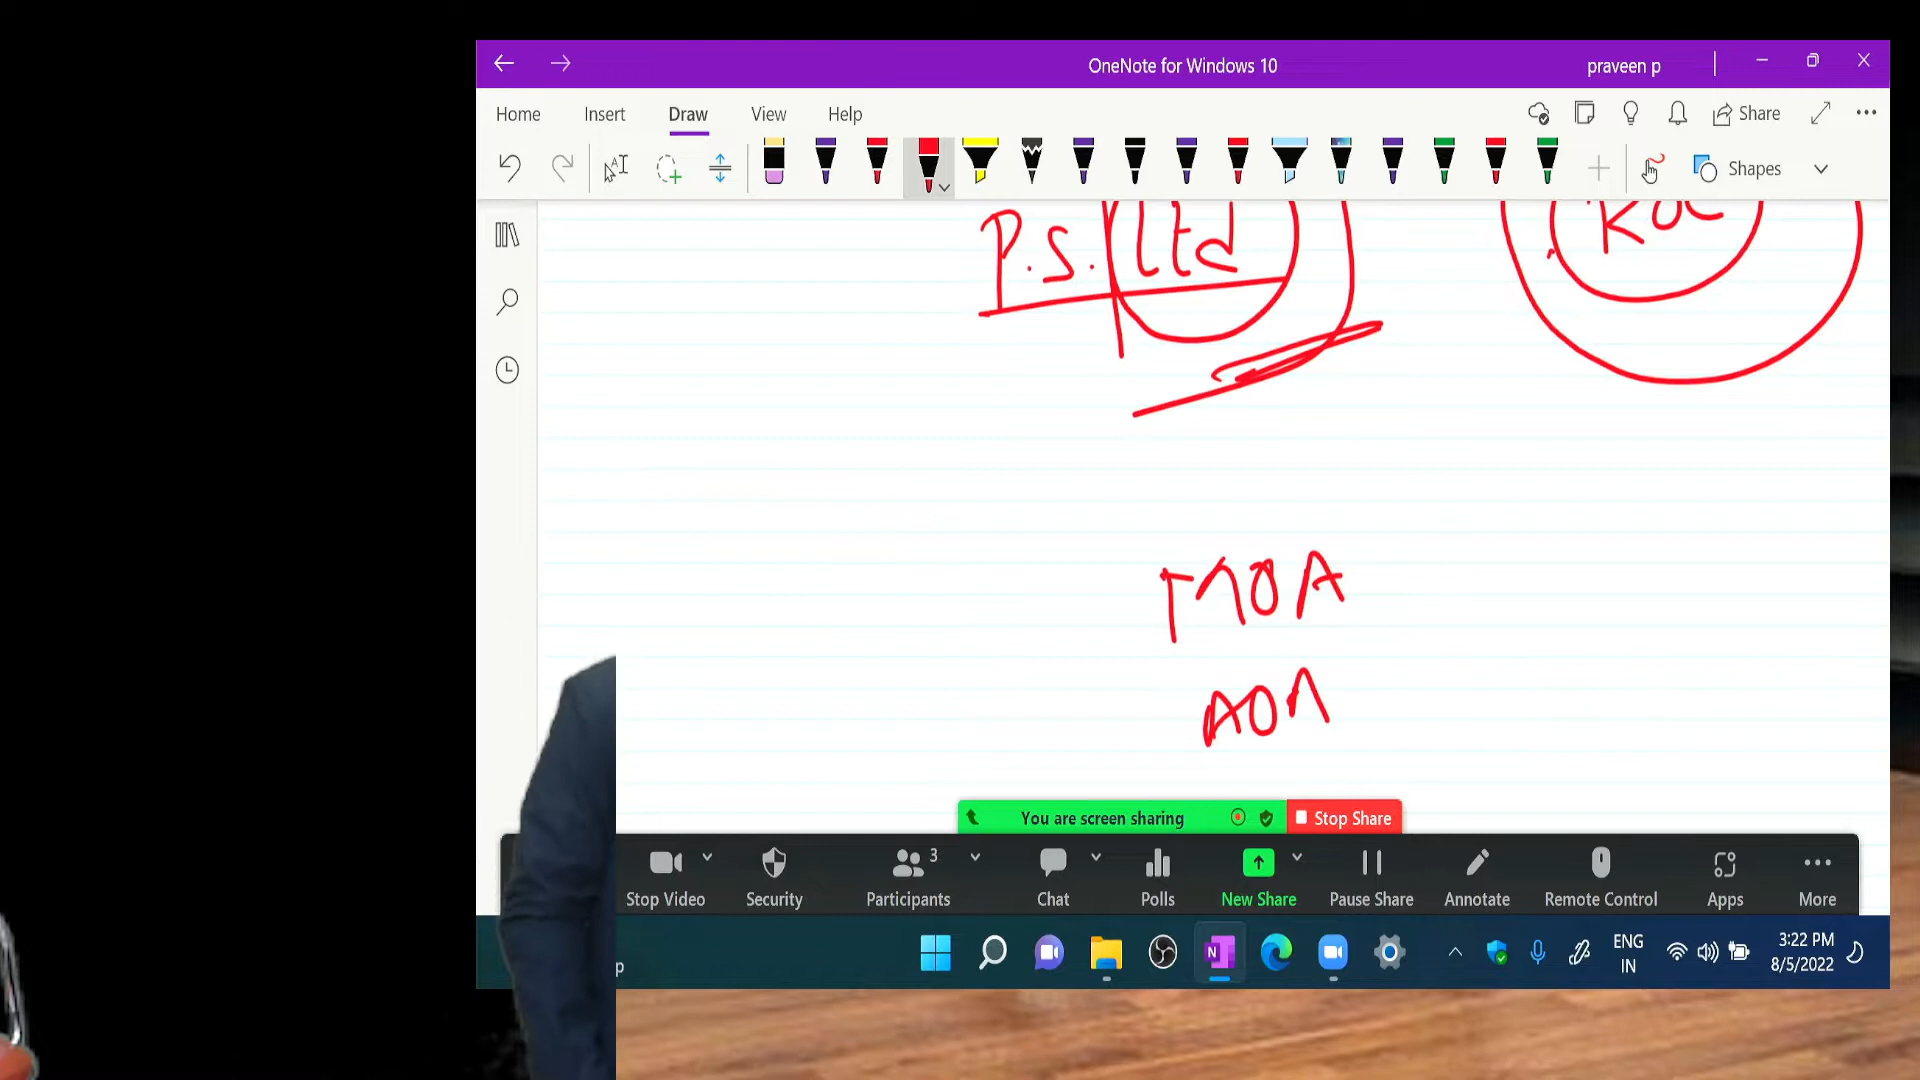 OneNote for Windows 10
praveen p
Home Insert Draw View Help
Share
Shapes
P.S. Ltd
ROC
MOA
AOA
You are screen sharing
Stop Share
Stop Video
Security
Participants 3
Chat
Polls
New Share
Pause Share
Annotate
Remote Control
Apps
More
p
ENG
IN
3:22 PM
8/5/2022